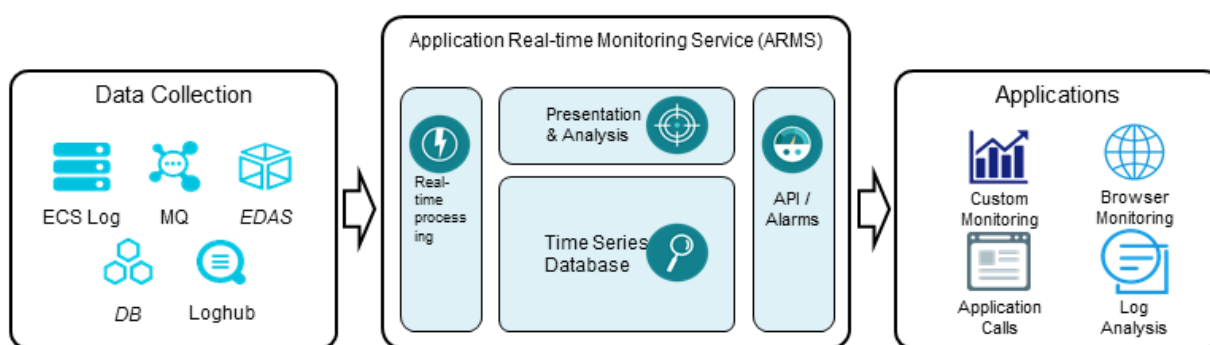 Data Collection
ECS Log
MQ
EDAS
DB
Loghub
Application Real-time Monitoring Service (ARMS)
Real-
time
process
ing
Presentation
& Analysis
Time Series
Database
API /
Alarms
Applications
Custom
Monitoring
Browser
Monitoring
Application
Calls
Log
Analysis